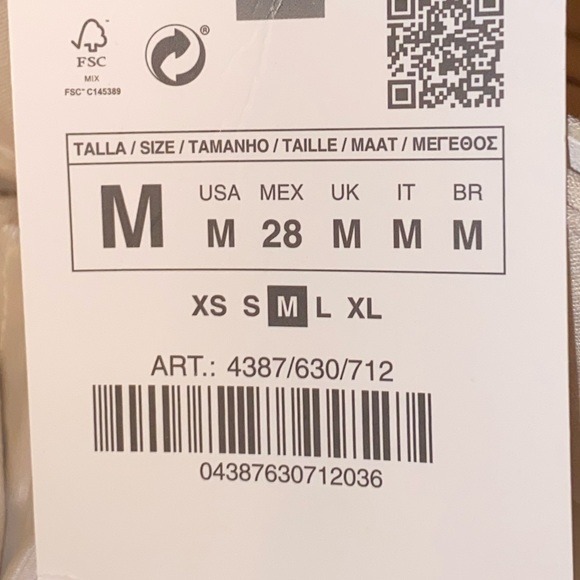 ®
FSC
MIX
FSC™ C145389
TALLA / SIZE / TAMANHO / TAILLE / MAAT / ΜΕΓΕΘΟΣ
M
USA MEX UK IT BR
M 28 M M M
XS S M L XL
ART.: 4387/630/712
04387630712036